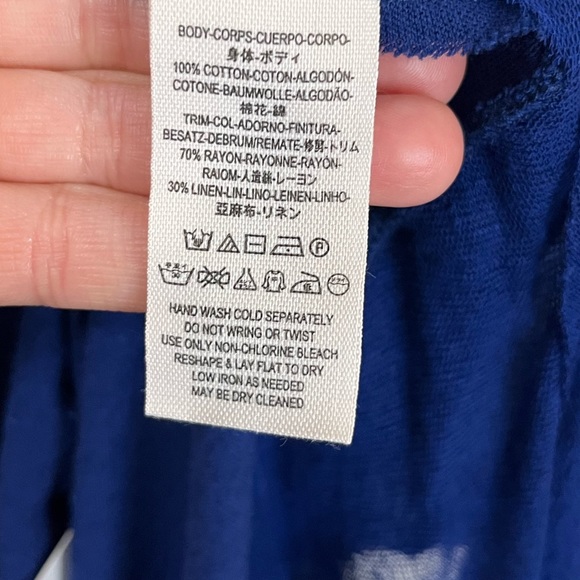 BODY-CORPS-CUERPO-CORPO-
身体-ボディ
100% COTTON-COTON-ALGODÓN-
COTONE-BAUMWOLLE-ALGODÃO-
棉花-綿
TRIM-COL-ADORNO-FINITURA-
BESATZ-DEBRUM/REMATE-修剪-トリム
70% RAYON-RAYONNE-RAYÓN-
RAIOM-人造絲-レーヨン
30% LINEN-LIN-LINO-LEINEN-LINHO-
亞麻布-リネン
HAND WASH COLD SEPARATELY
DO NOT WRING OR TWIST
USE ONLY NON-CHLORINE BLEACH
RESHAPE & LAY FLAT TO DRY
LOW IRON AS NEEDED
MAY BE DRY CLEANED